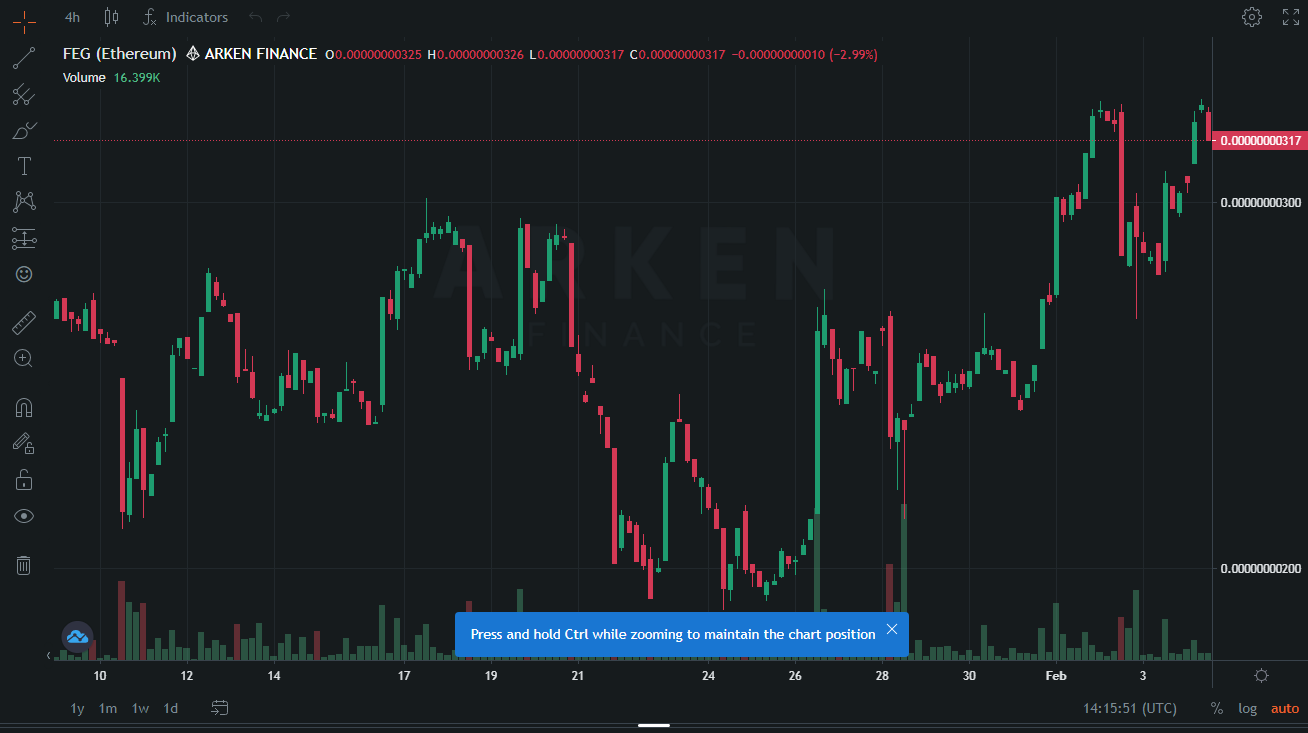 4h Indicators
FEG (Ethereum) ARKEN FINANCE O0.00000000325 H0.00000000326 L0.00000000317 C0.00000000317 −0.00000000010 (−2.99%)
Volume 16.399K
0.00000000317
0.00000000300
ARKEN
FINANCE
0.00000000200
Press and hold Ctrl while zooming to maintain the chart position
10 12 14 17 19 21 24 26 28 30 Feb 3
1y 1m 1w 1d 14:15:51 (UTC) % log auto